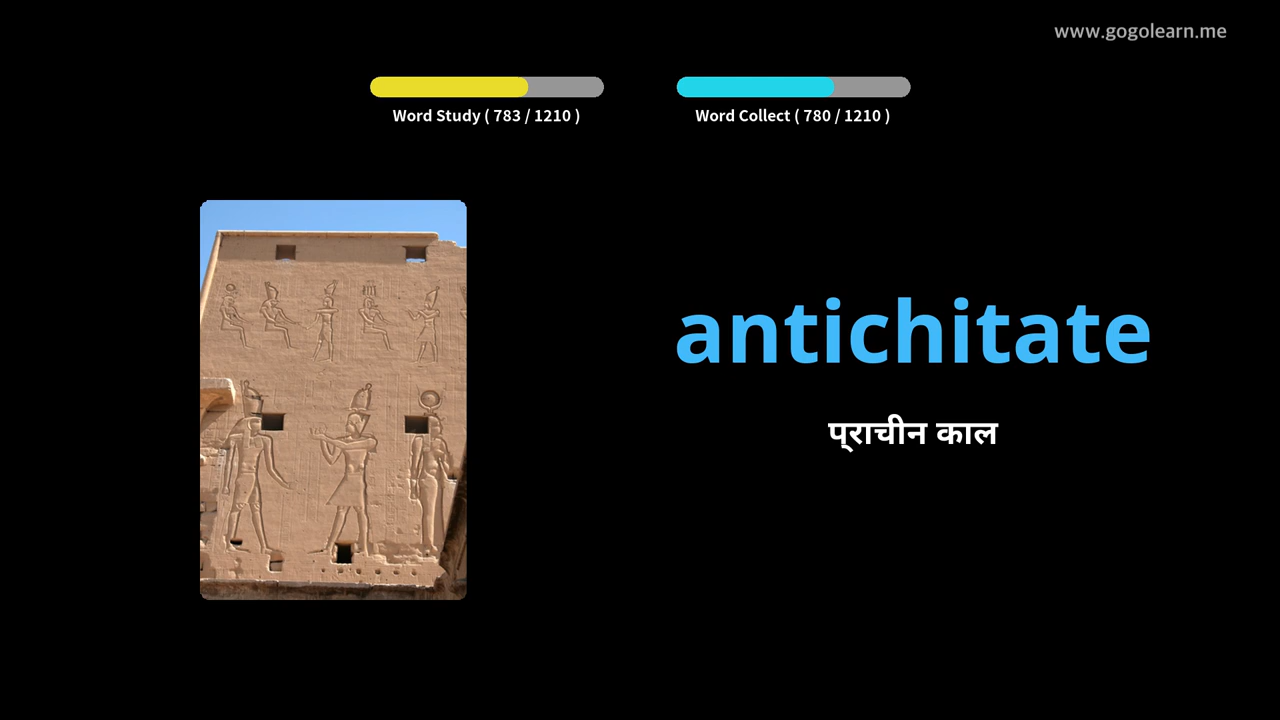 www.gogolearn.me
Word Study ( 783 / 1210 )
Word Collect ( 780 / 1210 )
antichitate
प्राचीन काल